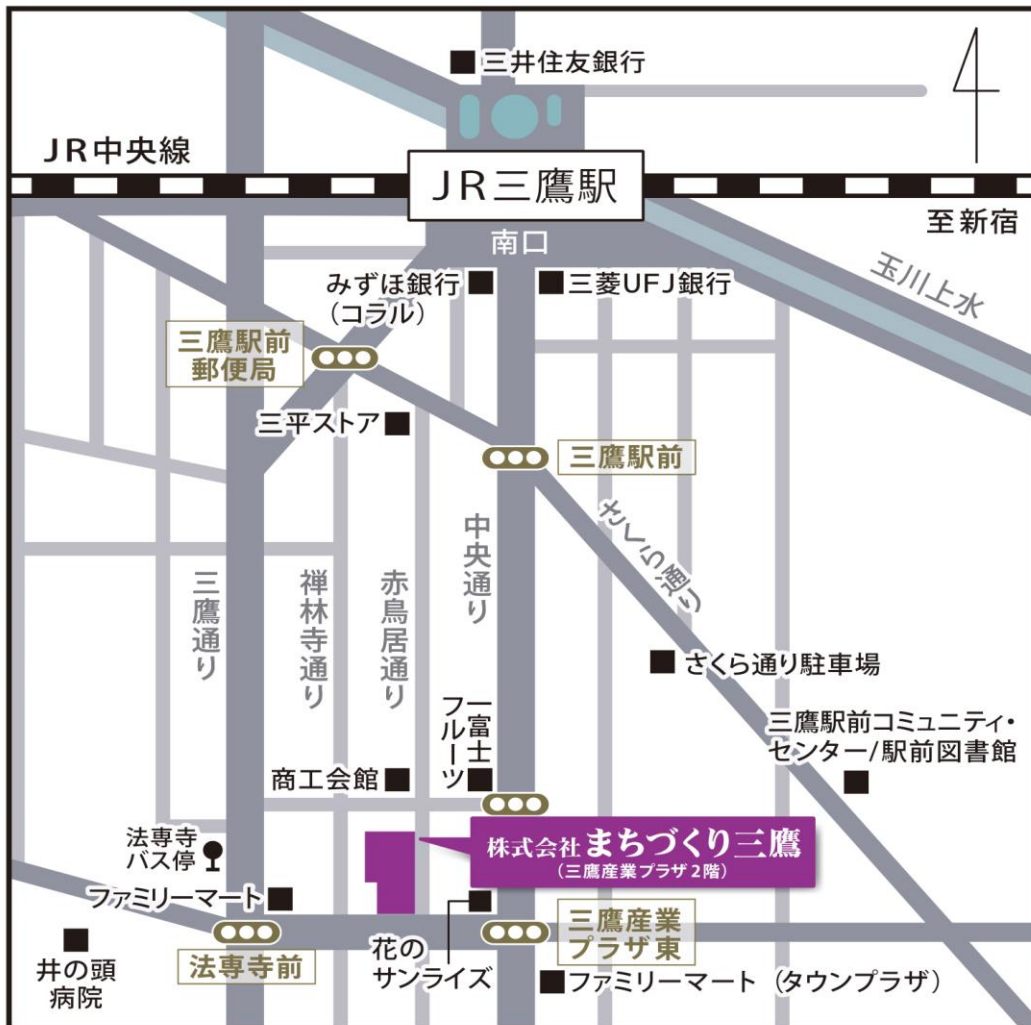 三井住友銀行
JR中央線
JR三鷹駅
至新宿
南口
みずほ銀行
(コラル)
三菱UFJ銀行
玉川上水
三鷹駅前
郵便局
三平ストア
三鷹駅前
さくら通り
中央通り
赤鳥居通り
禅林寺通り
三鷹通り
さくら通り駐車場
三鷹駅前コミュニティ・
センター/駅前図書館
一富士
フルーツ
商工会館
株式会社まちづくり三鷹
(三鷹産業プラザ2階)
法専寺
バス停
ファミリーマート
法専寺前
井の頭
病院
花の
サンライズ
三鷹産業
プラザ東
ファミリーマート (タウンプラザ)